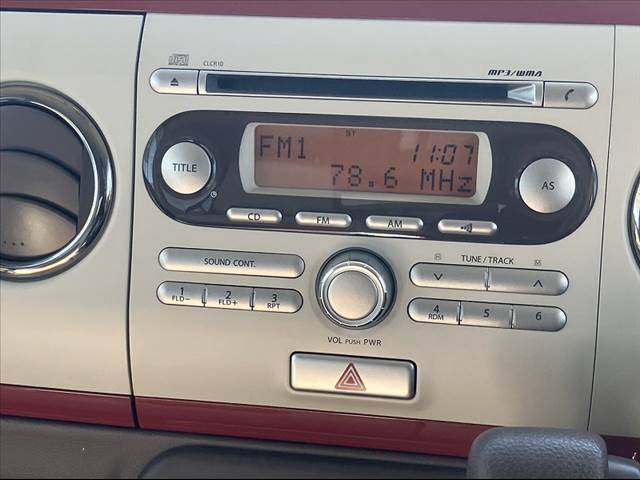 CLCR10
MP3/WMA
TITLE
ST
FM1 11:07
78.6 MHz
AS
CD FM AM
SOUND CONT.
TUNE/TRACK
1 2 3
FLD− FLD+ RPT
4 5 6
RDM
VOL PUSH PWR